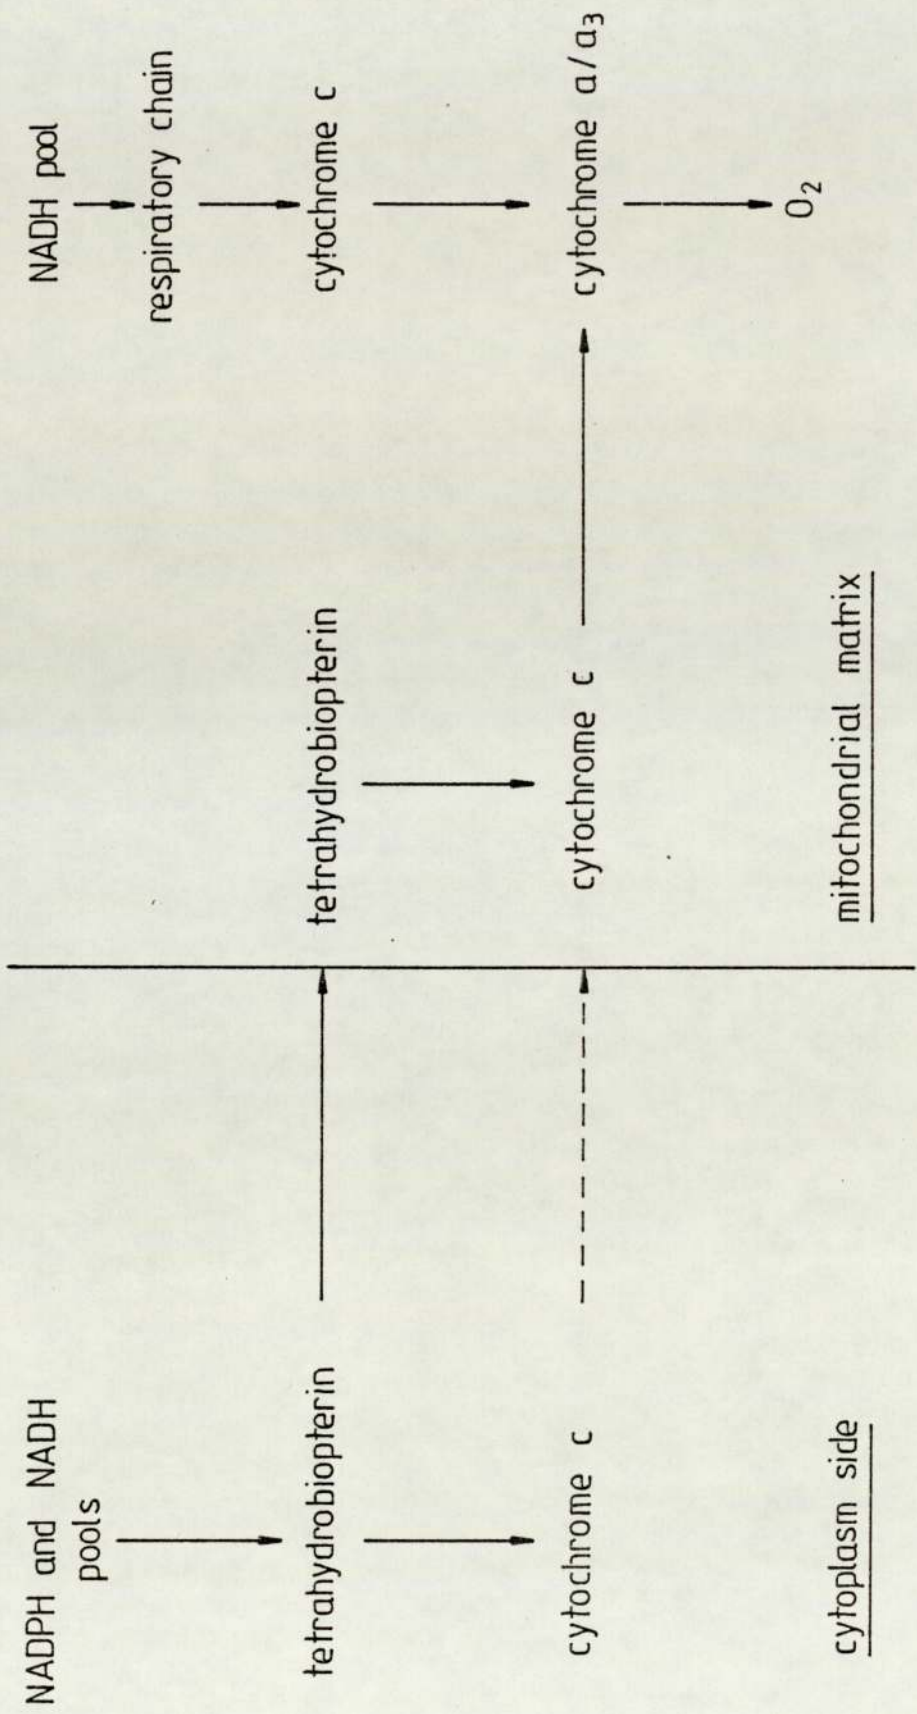 NADPH and NADH
pools
tetrahydrobiopterin
cytochrome c
cytoplasm side
tetrahydrobiopterin
cytochrome c
mitochondrial matrix
NADH pool
respiratory chain
cytochrome c
cytochrome a/a₃
O₂